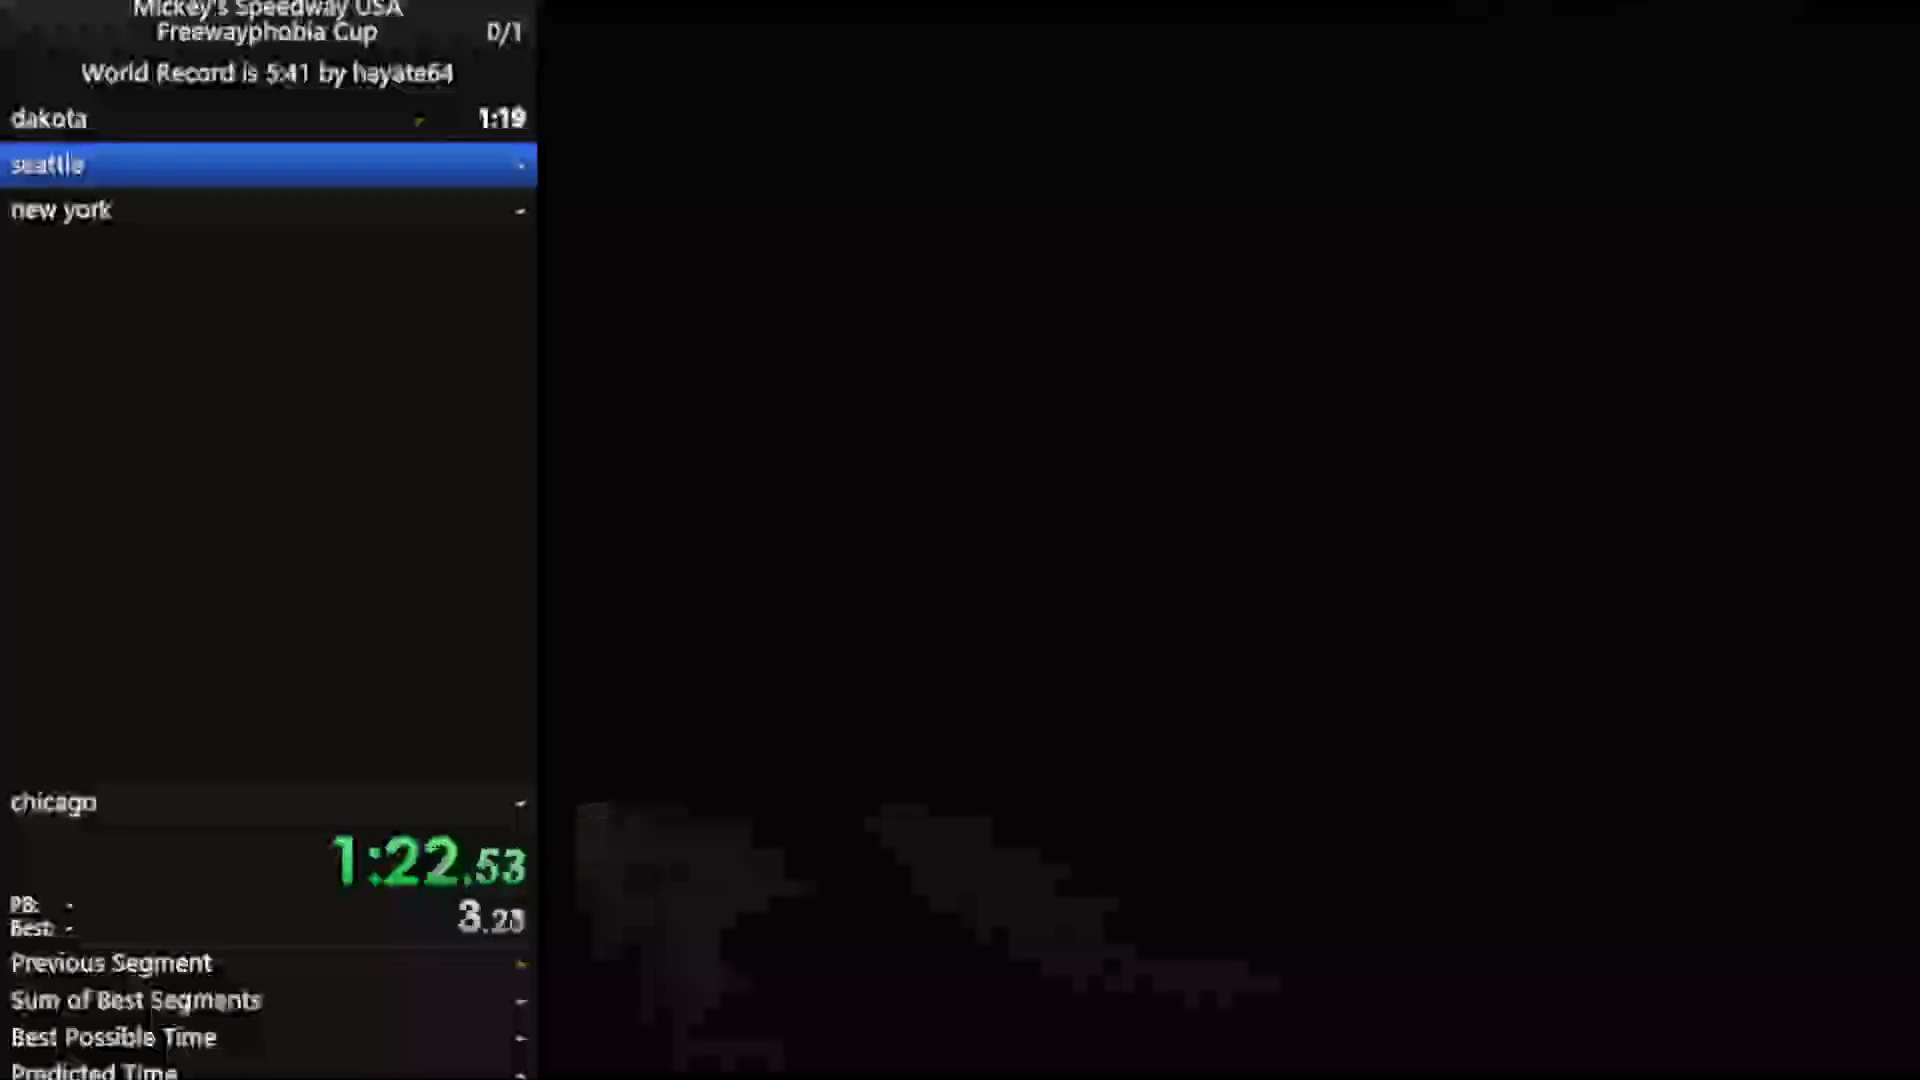 Mickey's Speedway USA
Freewayphobia Cup 0/1
World Record is 5:41 by hayate64
dakota - 1:19
seattle -
new york -
chicago -
1:22.53
PB: - 3.23
Best: -
Previous Segment -
Sum of Best Segments -
Best Possible Time -
Predicted Time -